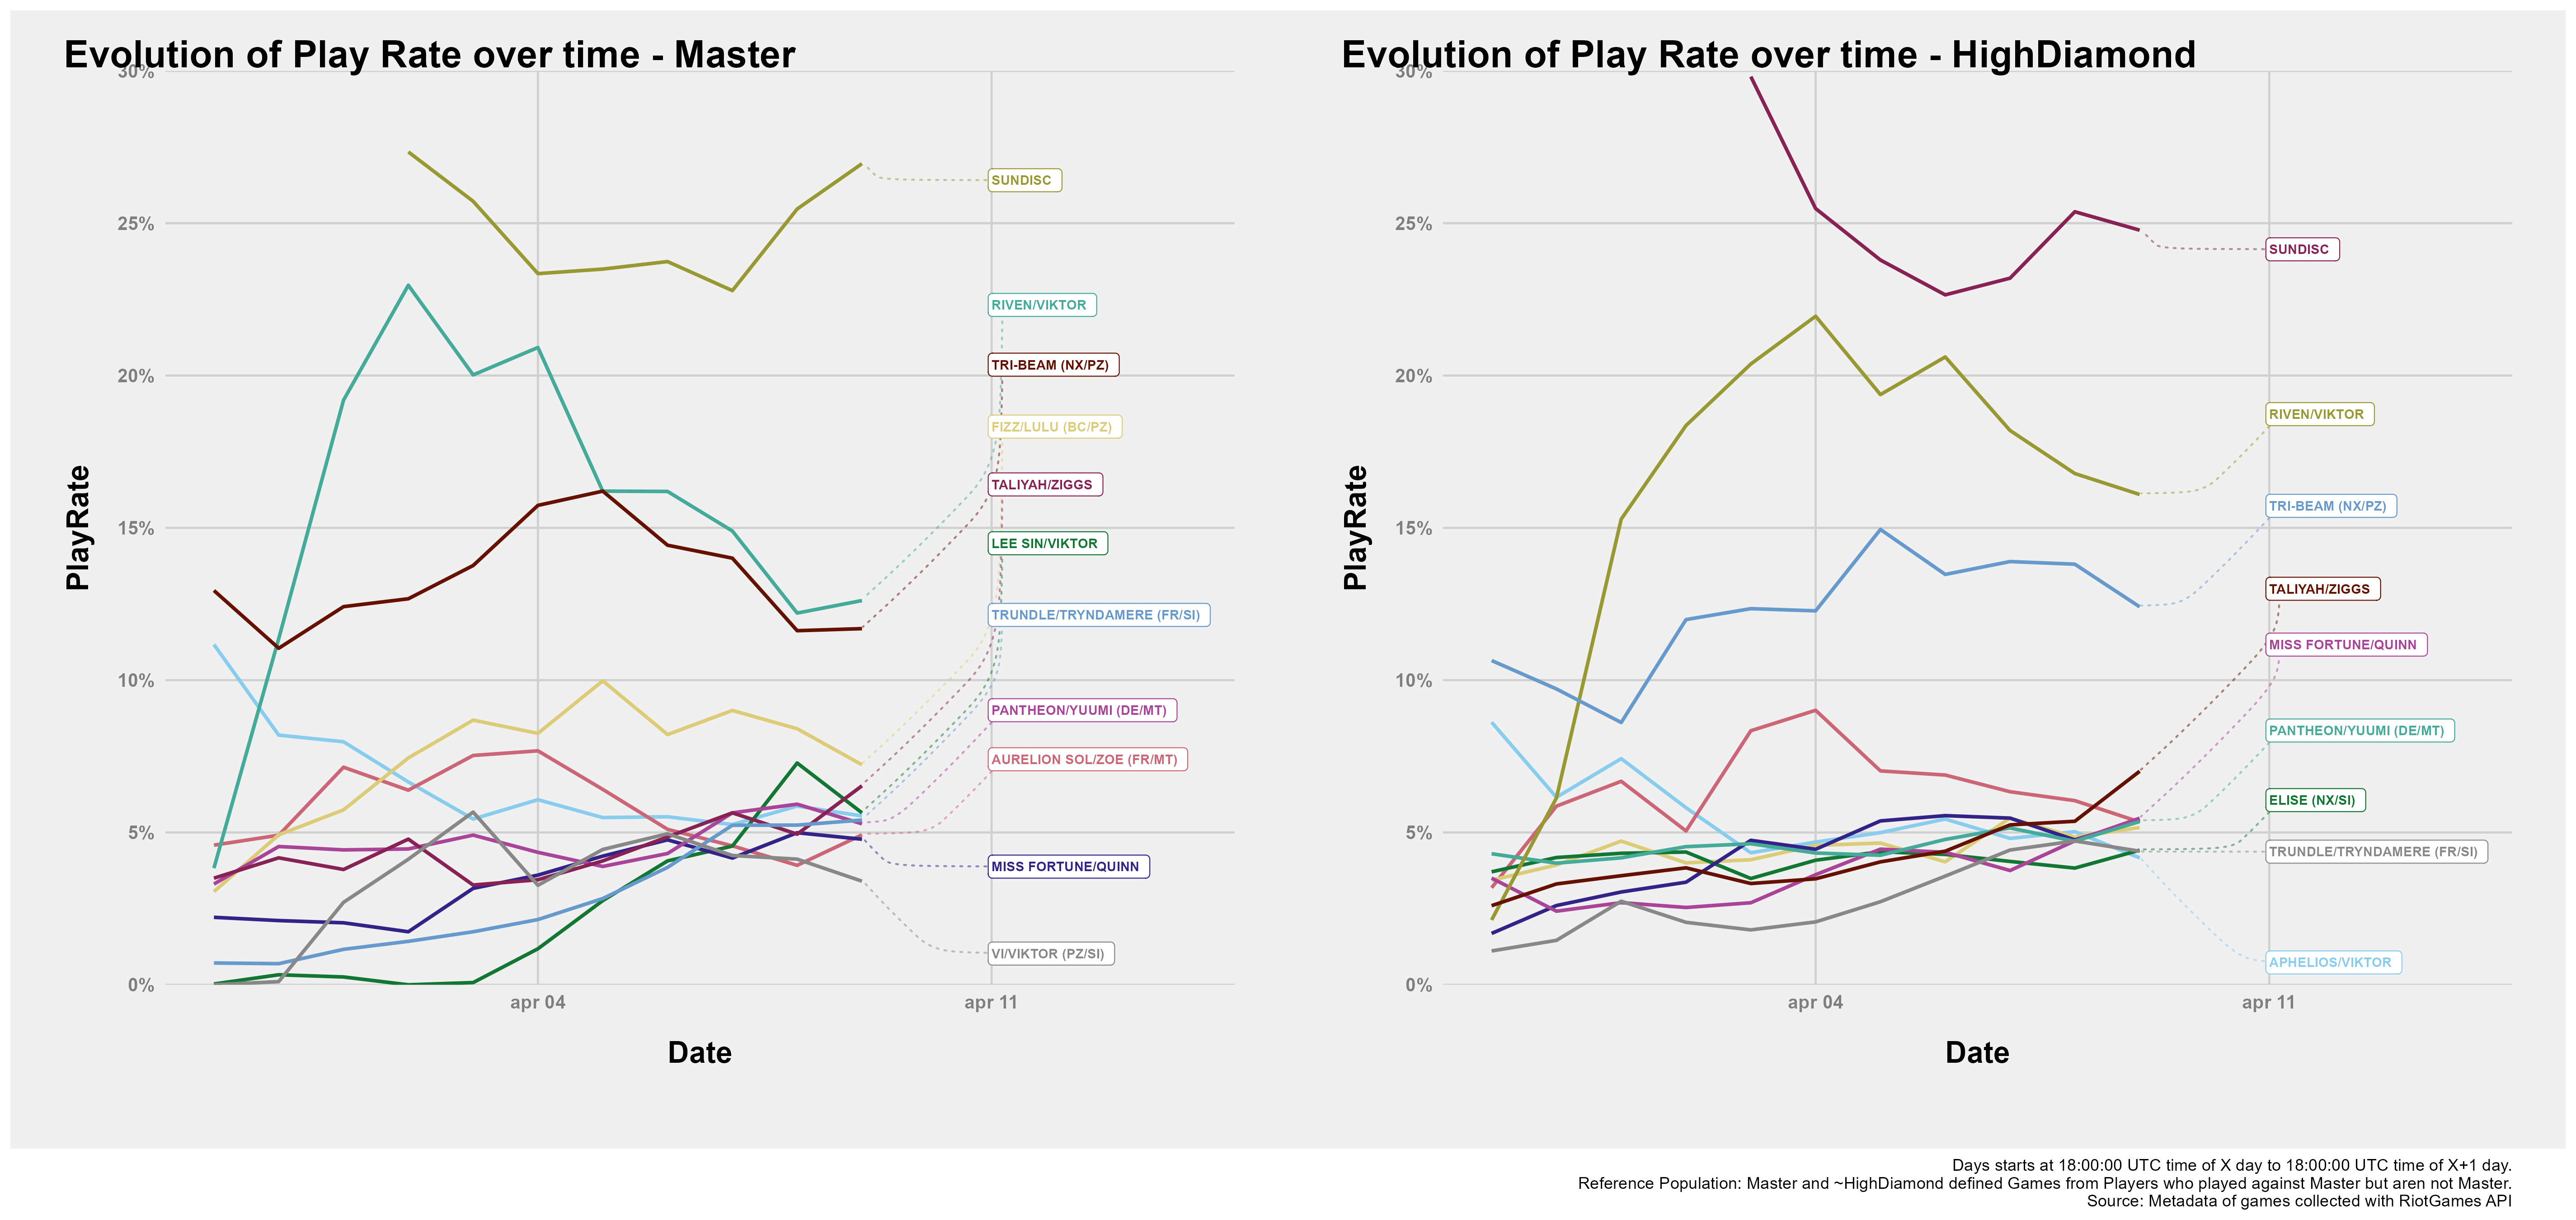 Evolution of Play Rate over time - Master
30%
25%
20%
15%
10%
5%
0%
PlayRate
apr 04
apr 11
Date
SUNDISC
RIVEN/VIKTOR
TRI-BEAM (NX/PZ)
FIZZ/LULU (BC/PZ)
TALIYAH/ZIGGS
LEE SIN/VIKTOR
TRUNDLE/TRYNDAMERE (FR/SI)
PANTHEON/YUUMI (DE/MT)
AURELION SOL/ZOE (FR/MT)
MISS FORTUNE/QUINN
VI/VIKTOR (PZ/SI)
Evolution of Play Rate over time - HighDiamond
30%
25%
20%
15%
10%
5%
0%
PlayRate
apr 04
apr 11
Date
SUNDISC
RIVEN/VIKTOR
TRI-BEAM (NX/PZ)
TALIYAH/ZIGGS
MISS FORTUNE/QUINN
PANTHEON/YUUMI (DE/MT)
ELISE (NX/SI)
TRUNDLE/TRYNDAMERE (FR/SI)
APHELIOS/VIKTOR
Days starts at 18:00:00 UTC time of X day to 18:00:00 UTC time of X+1 day.
Reference Population: Master and ~HighDiamond defined Games from Players who played against Master but aren not Master.
Source: Metadata of games collected with RiotGames API